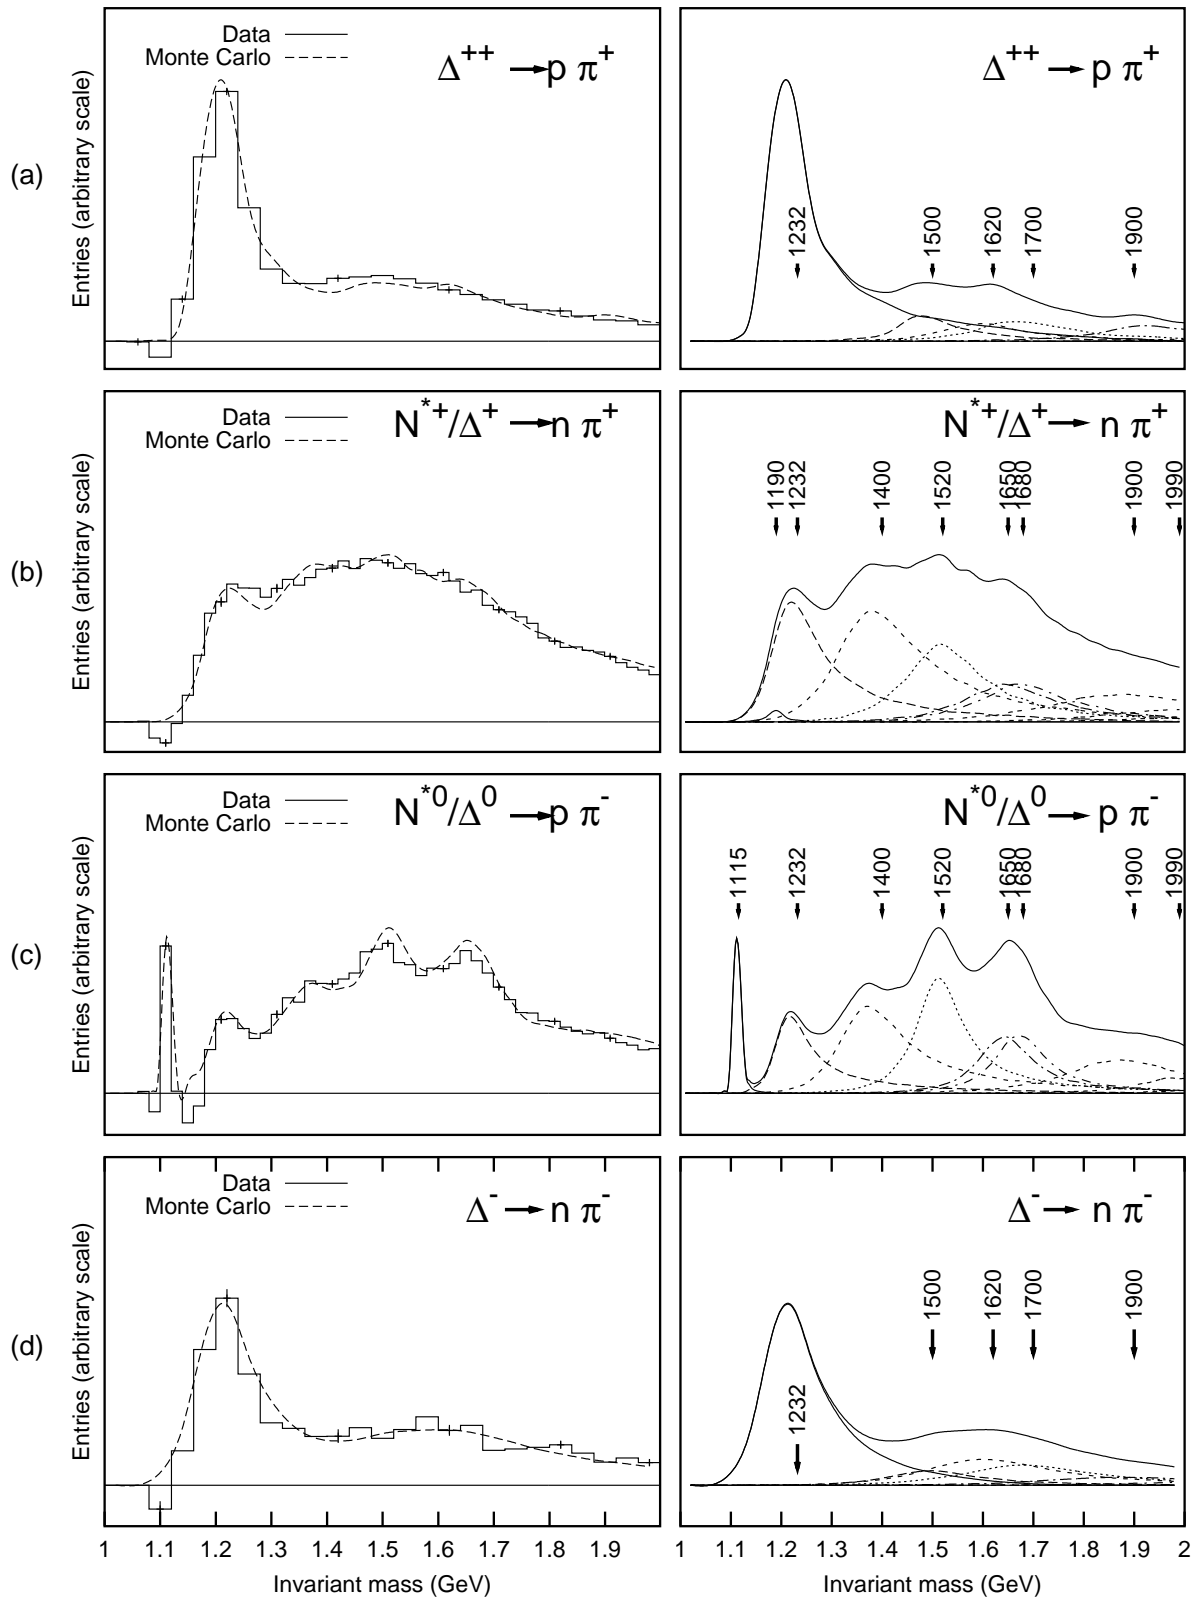 Data
Monte Carlo
Δ++ → p π+
Δ++ → p π+
(a)
Entries (arbitrary scale)
1232
1500
1620
1700
1900
Data
Monte Carlo
N*+/Δ+ → n π+
N*+/Δ+ → n π+
(b)
Entries (arbitrary scale)
1190
1232
1400
1520
1650
1680
1900
1990
Data
Monte Carlo
N*0/Δ0 → p π-
N*0/Δ0 → p π-
(c)
Entries (arbitrary scale)
1115
1232
1400
1520
1650
1680
1900
1990
Data
Monte Carlo
Δ- → n π-
Δ- → n π-
(d)
Entries (arbitrary scale)
1232
1500
1620
1700
1900
1 1.1 1.2 1.3 1.4 1.5 1.6 1.7 1.8 1.9
1 1.1 1.2 1.3 1.4 1.5 1.6 1.7 1.8 1.9 2
Invariant mass (GeV)
Invariant mass (GeV)